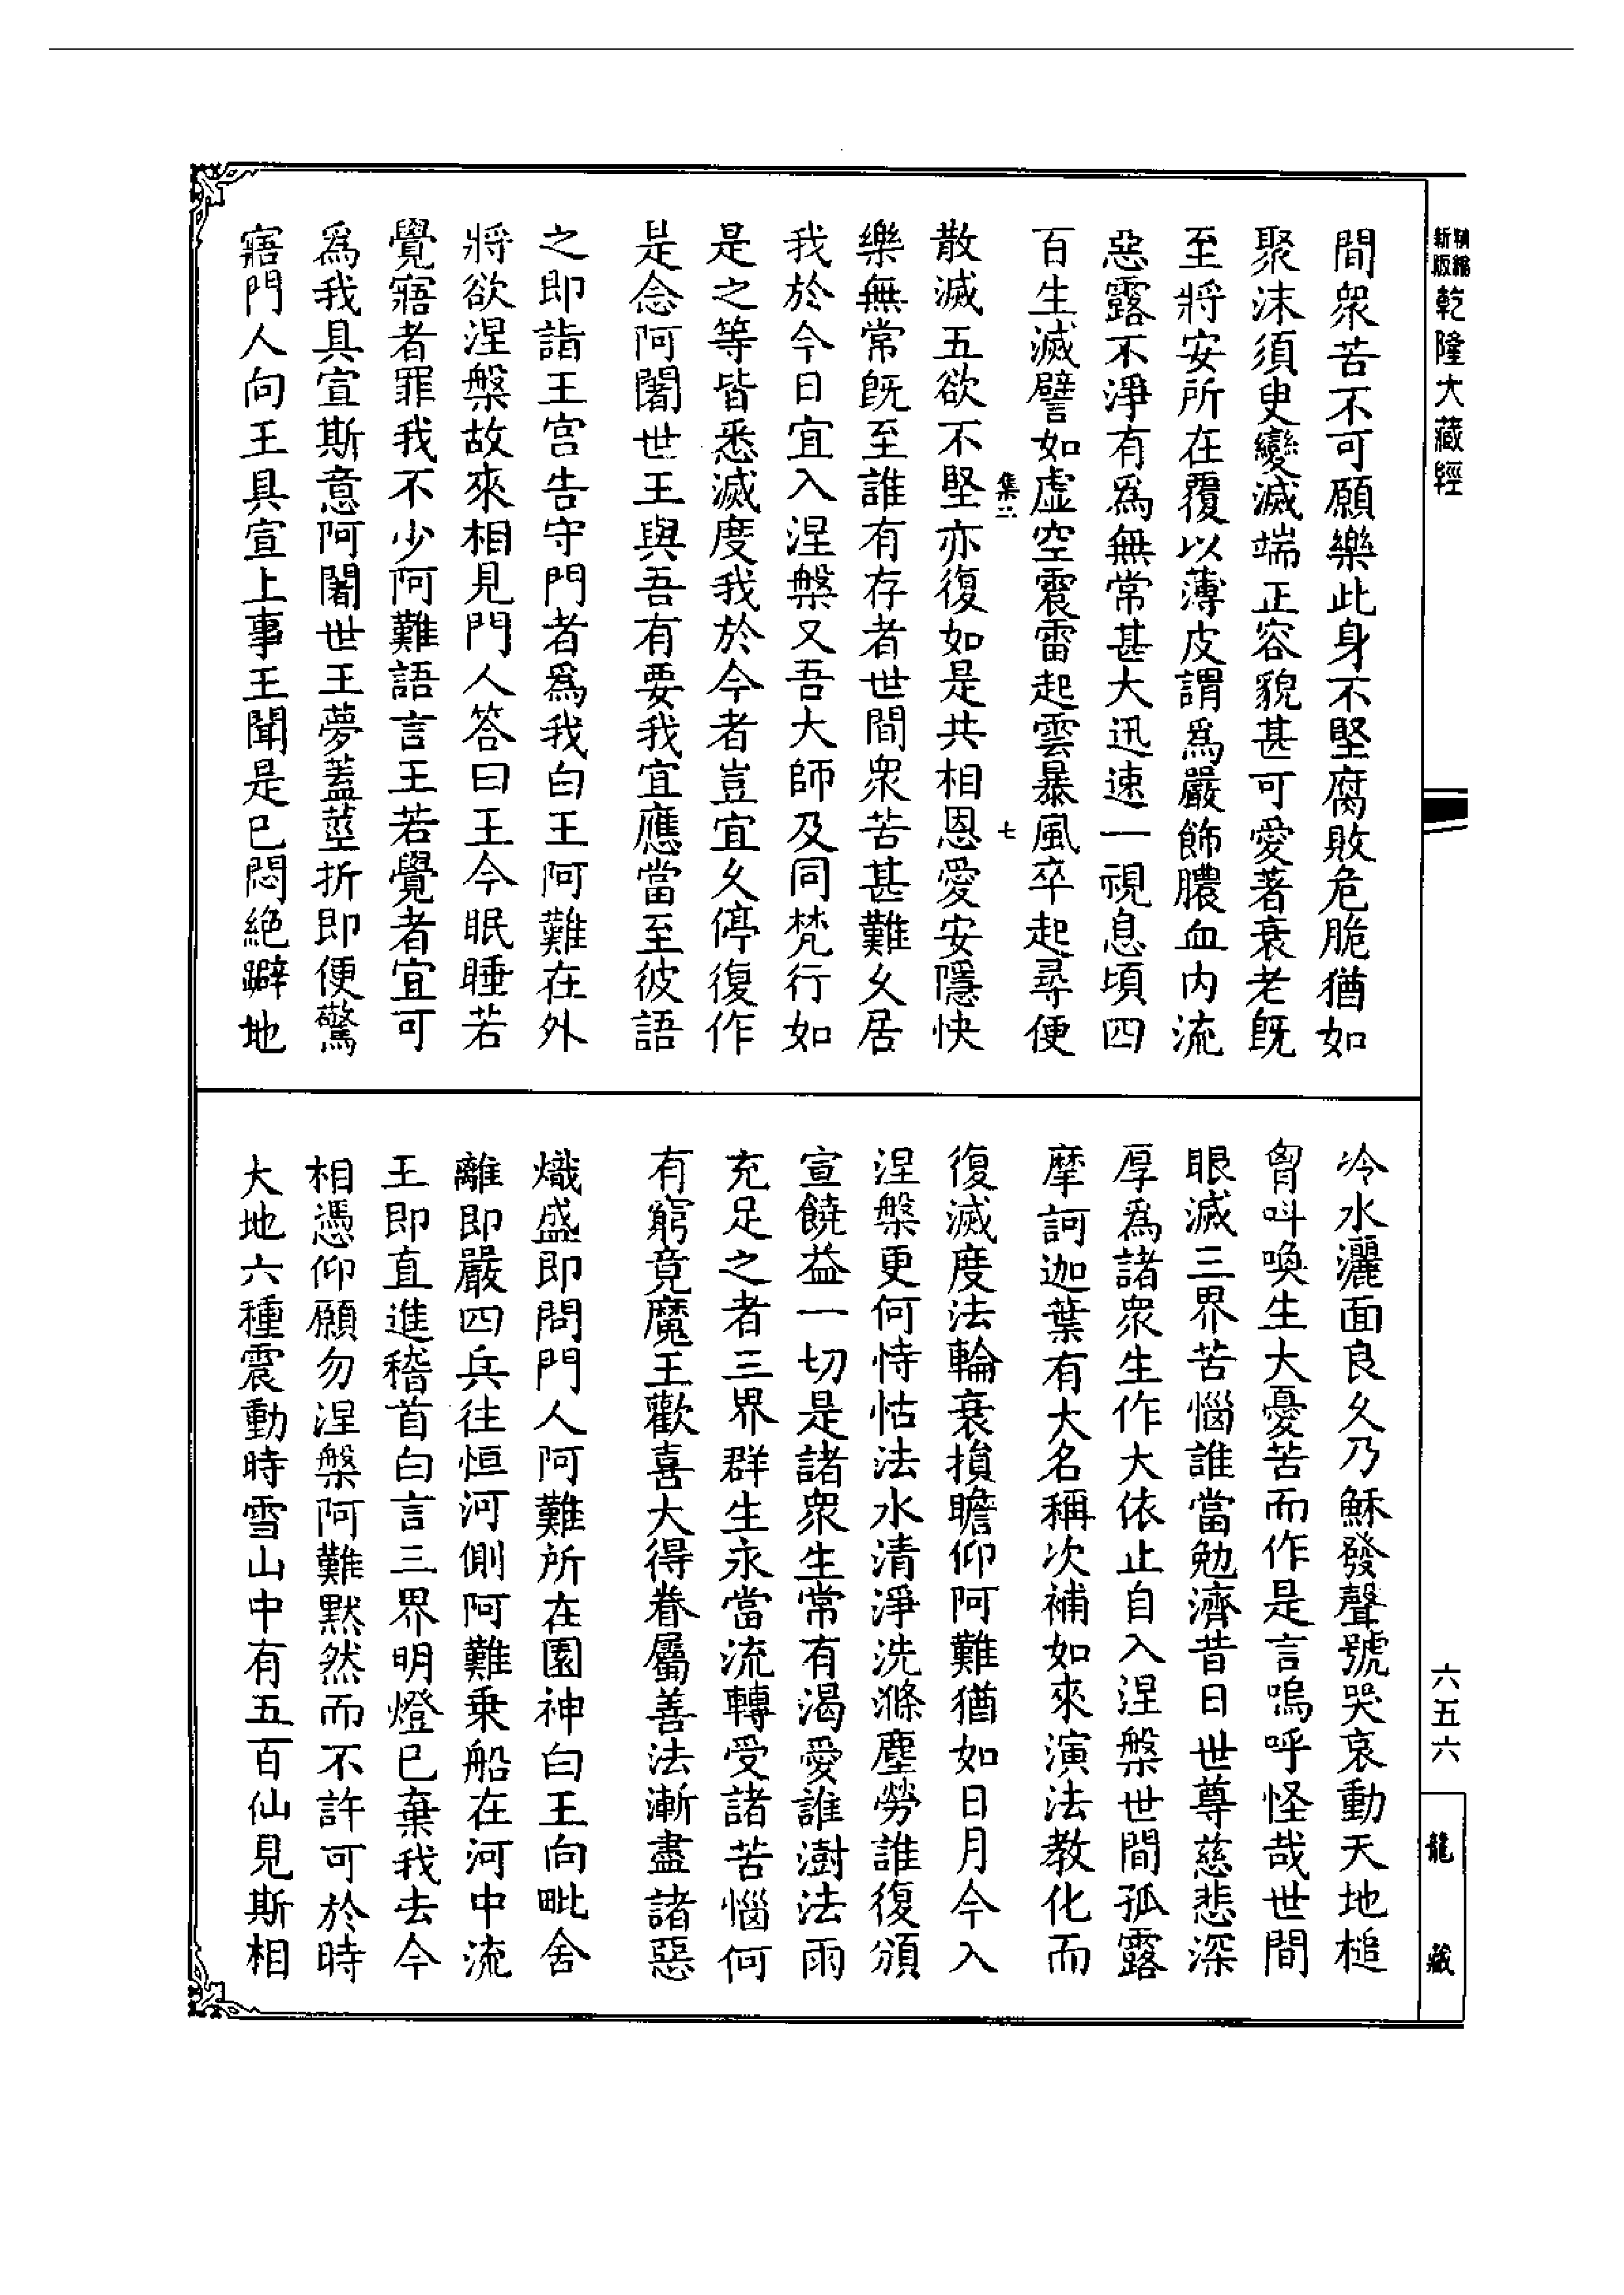 精縮
新版
乾隆大藏經
間衆苦不可願樂此身不堅腐敗危脆猶如
聚沫須臾變滅端正容貌甚可愛著衰老既
至將安所在覆以薄皮謂爲嚴飾膿血内流
惡露不淨有爲無常甚大迅速一視息頃四
百生滅譬如虛空震雷起雲暴風卒起尋便
集二 七
散滅五欲不堅亦復如是共相恩愛安隱快
樂無常既至誰有存者世間衆苦甚難久居
我於今日宜入涅槃又吾大師及同梵行如
是之等皆悉滅度我於今者豈宜久停復作
是念阿闍世王與吾有要我宜應當至彼語
之即詣王宮告守門者爲我白王阿難在外
將欲涅槃故來相見門人答曰王今眠睡若
覺寤者罪我不少阿難語言王若覺者宜可
爲我具宣斯意阿闍世王夢蓋莖折即便驚
寤門人向王具宣上事王聞是已悶絶躃地
冷水灑面良久乃穌發聲號哭哀動天地槌
胷呌喚生大憂苦而作是言嗚呼怪哉世間
眼滅三界苦惱誰當勉濟昔日世尊慈悲深
厚爲諸衆生作大依止自入涅槃世間孤露
摩訶迦葉有大名稱次補如來演法教化而
復滅度法輪衰損瞻仰阿難猶如日月今入
涅槃更何恃怙法水清淨洗滌塵勞誰復頒
宣饒益一切是諸衆生常有渴愛誰澍法雨
充足之者三界群生永當流轉受諸苦惱何
有窮竟魔王歡喜大得眷屬善法漸盡諸惡
熾盛即問門人阿難所在園神白王向毗舍
離即嚴四兵往恒河側阿難乗船在河中流
王即直進稽首白言三界明燈已棄我去今
相憑仰願勿涅槃阿難默然而不許可於時
大地六種震動時雪山中有五百仙見斯相
六五六
龍藏